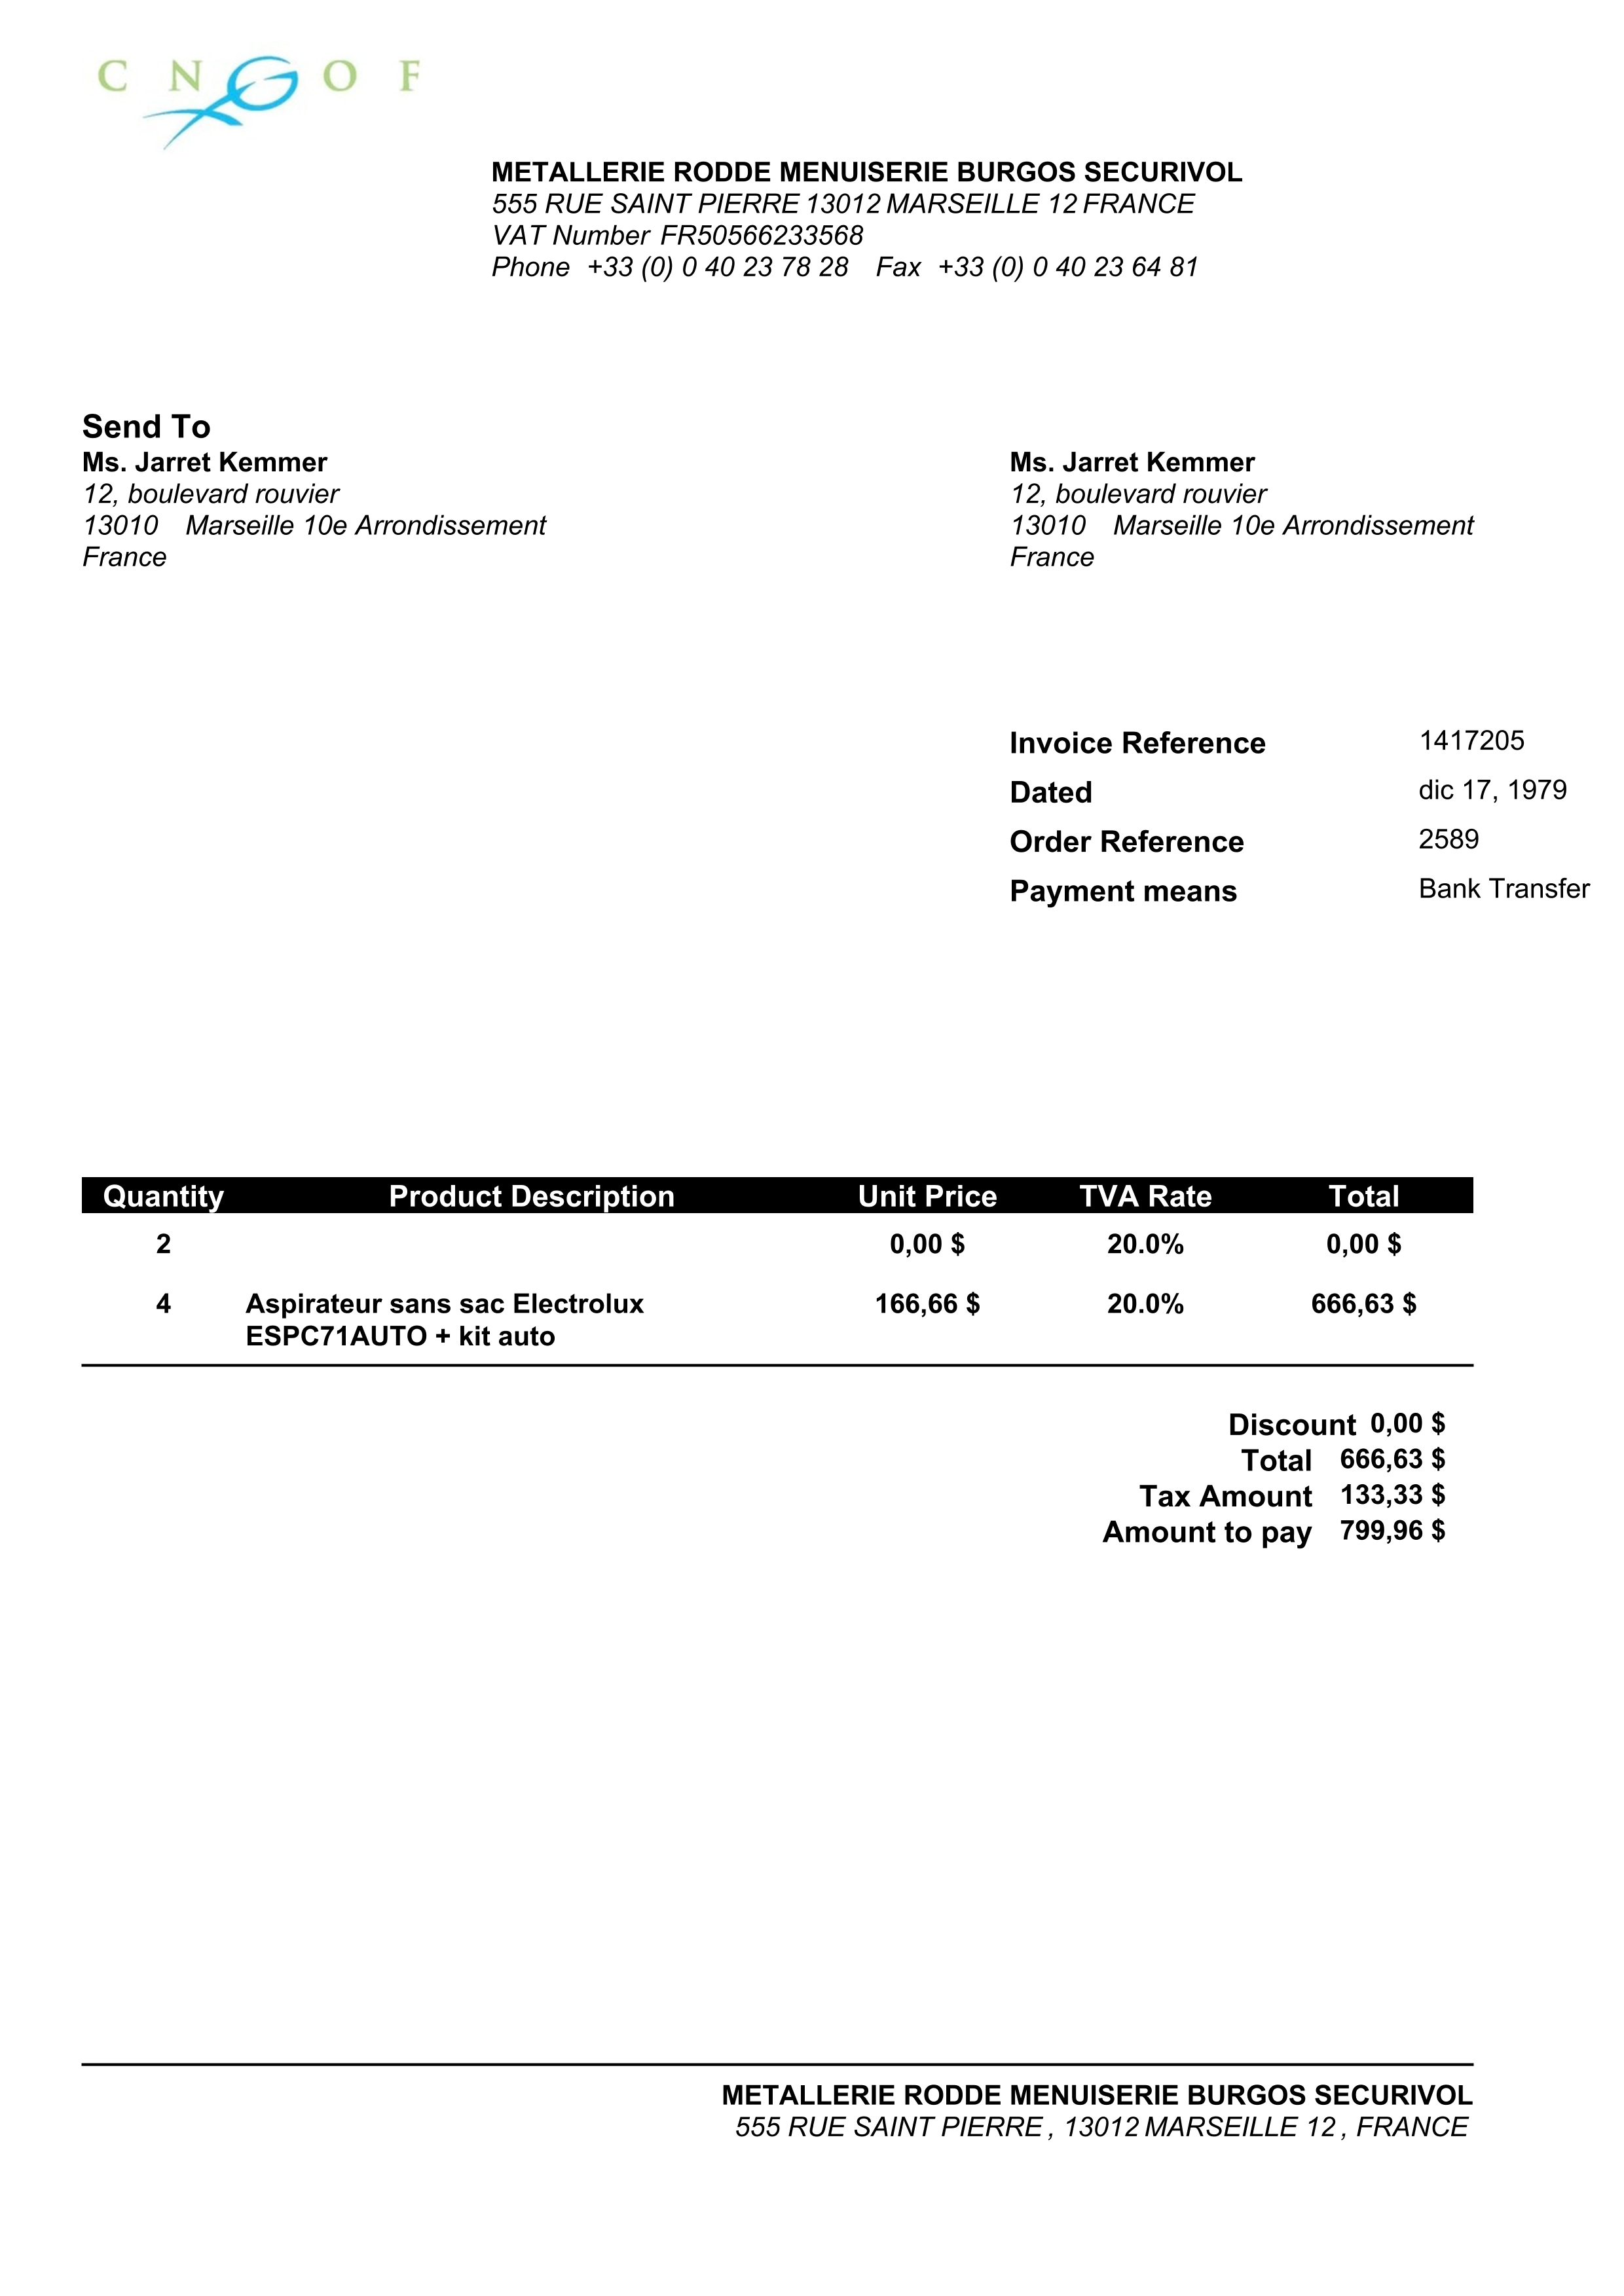 C N G O F
METALLERIE RODDE MENUISERIE BURGOS SECURIVOL
555 RUE SAINT PIERRE 13012 MARSEILLE 12 FRANCE
VAT Number FR50566233568
Phone +33 (0) 0 40 23 78 28 Fax +33 (0) 0 40 23 64 81
Send To
Ms. Jarret Kemmer
12, boulevard rouvier
13010 Marseille 10e Arrondissement
France
Ms. Jarret Kemmer
12, boulevard rouvier
13010 Marseille 10e Arrondissement
France
Invoice Reference 1417205
Dated dic 17, 1979
Order Reference 2589
Payment means Bank Transfer
Quantity Product Description Unit Price TVA Rate Total
2 0,00 $ 20.0% 0,00 $
4 Aspirateur sans sac Electrolux 166,66 $ 20.0% 666,63 $
ESPC71AUTO + kit auto
Discount 0,00 $
Total 666,63 $
Tax Amount 133,33 $
Amount to pay 799,96 $
METALLERIE RODDE MENUISERIE BURGOS SECURIVOL
555 RUE SAINT PIERRE , 13012 MARSEILLE 12 , FRANCE